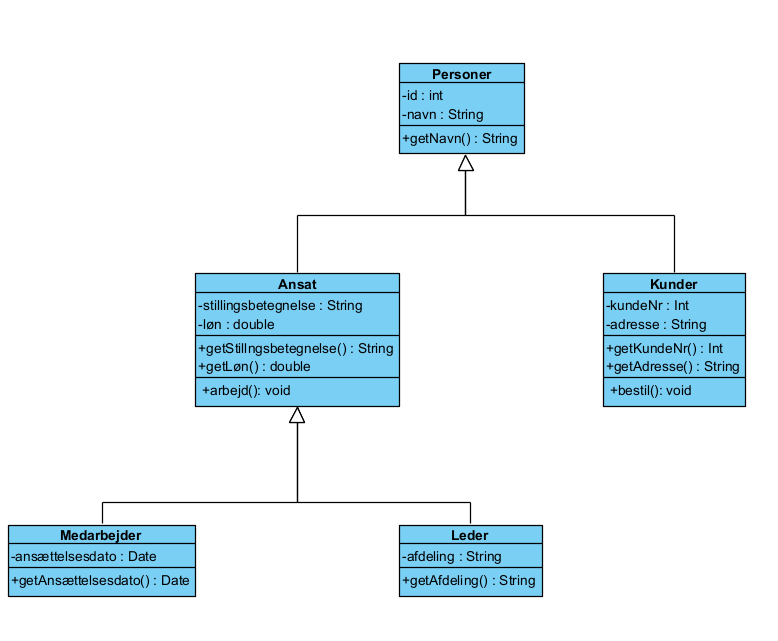 Personer
-id : int
-navn : String
+getNavn() : String
Ansat
-stillingsbetegnelse : String
-løn : double
+getStillngsbetegnelse() : String
+getLøn() : double
+arbejd(): void
Kunder
-kundeNr : Int
-adresse : String
+getKundeNr() : Int
+getAdresse() : String
+bestil(): void
Medarbejder
-ansættelsesdato : Date
+getAnsættelsesdato() : Date
Leder
-afdeling : String
+getAfdeling() : String